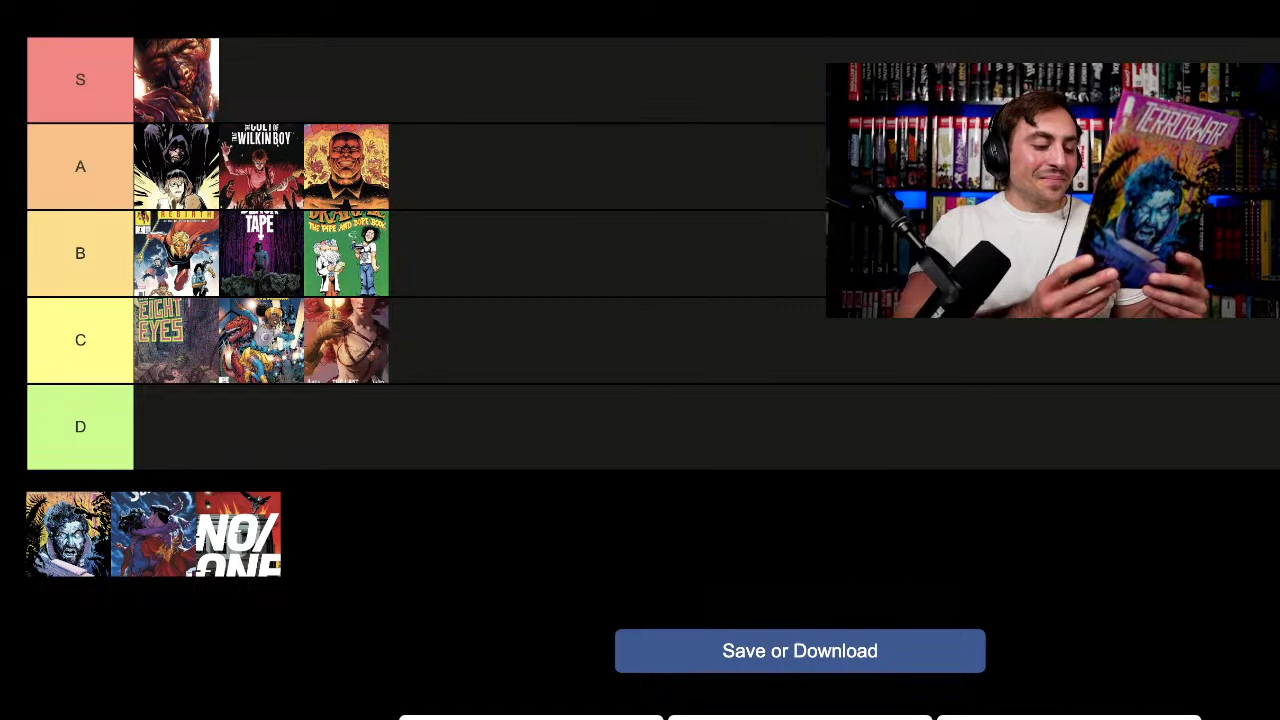 S
A
THE CULT OF
THE WILKIN BOY
B
REBIRTH
TAPE
THE PIPE AND DOPE BOOK
C
EIGHT
EYES
D
TERRORWAR
NO/
ONE
Save or Download